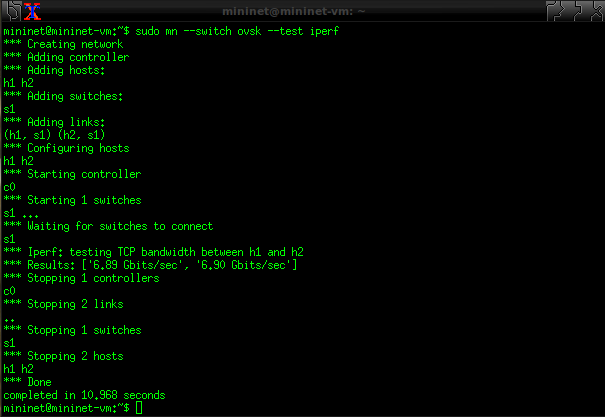 mininet@mininet-vm: ~
mininet@mininet-vm:~$ sudo mn --switch ovsk --test iperf
*** Creating network
*** Adding controller
*** Adding hosts:
h1 h2
*** Adding switches:
s1
*** Adding links:
(h1, s1) (h2, s1)
*** Configuring hosts
h1 h2
*** Starting controller
c0
*** Starting 1 switches
s1 ...
*** Waiting for switches to connect
s1
*** Iperf: testing TCP bandwidth between h1 and h2
*** Results: ['6.89 Gbits/sec', '6.90 Gbits/sec']
*** Stopping 1 controllers
c0
*** Stopping 2 links
..
*** Stopping 1 switches
s1
*** Stopping 2 hosts
h1 h2
*** Done
completed in 10.968 seconds
mininet@mininet-vm:~$